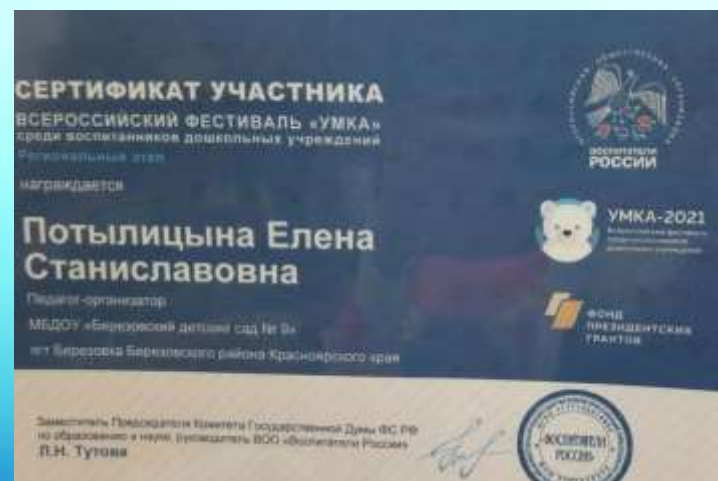 СЕРТИФИКАТ УЧАСТНИКА
ВСЕРОССИЙСКИЙ ФЕСТИВАЛЬ «УМКА»
среди воспитанников дошкольных учреждений
Региональный этап
награждается
Потылицына Елена
Станиславовна
Педагог-организатор
МБДОУ «Березовский детский сад № 9»
пгт Березовка Березовского района Красноярского края
Заместитель Председателя Комитета Государственной Думы ФС РФ
по образованию и науке, руководитель ВОО «Воспитатели России»
Л.Н. Тутова
ВОСПИТАТЕЛИ
РОССИИ
УМКА-2021
ФОНД
ПРЕЗИДЕНТСКИХ
ГРАНТОВ
ВОСПИТАТЕЛИ
РОССИИ